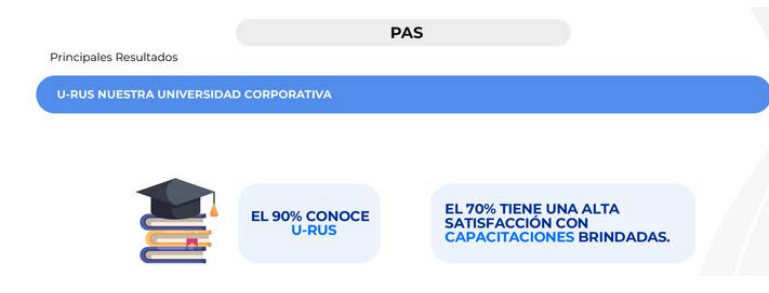 PAS
Principales Resultados
U-RUS NUESTRA UNIVERSIDAD CORPORATIVA
EL 90% CONOCE
U-RUS
EL 70% TIENE UNA ALTA
SATISFACCIÓN CON
CAPACITACIONES BRINDADAS.